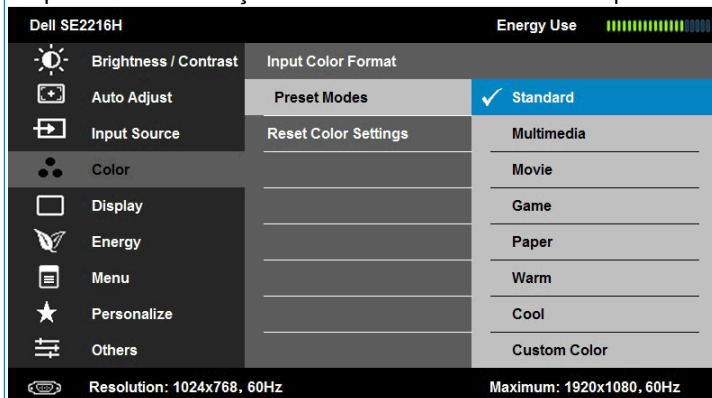 Dell SE2216H Energy Use
Brightness / Contrast Input Color Format
Auto Adjust Preset Modes Standard
Input Source Reset Color Settings Multimedia
Color Movie
Display Game
Energy Paper
Menu Warm
Personalize Cool
Others Custom Color
Resolution: 1024x768, 60Hz Maximum: 1920x1080, 60Hz